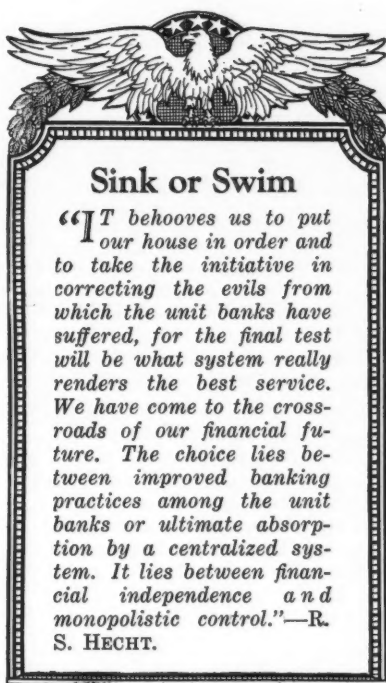 Sink or Swim
"IT behooves us to put
our house in order and
to take the initiative in
correcting the evils from
which the unit banks have
suffered, for the final test
will be what system really
renders the best service.
We have come to the cross-
roads of our financial fu-
ture. The choice lies be-
tween improved banking
practices among the unit
banks or ultimate absorp-
tion by a centralized sys-
tem. It lies between finan-
cial independence and
monopolistic control."—R.
S. HECHT.